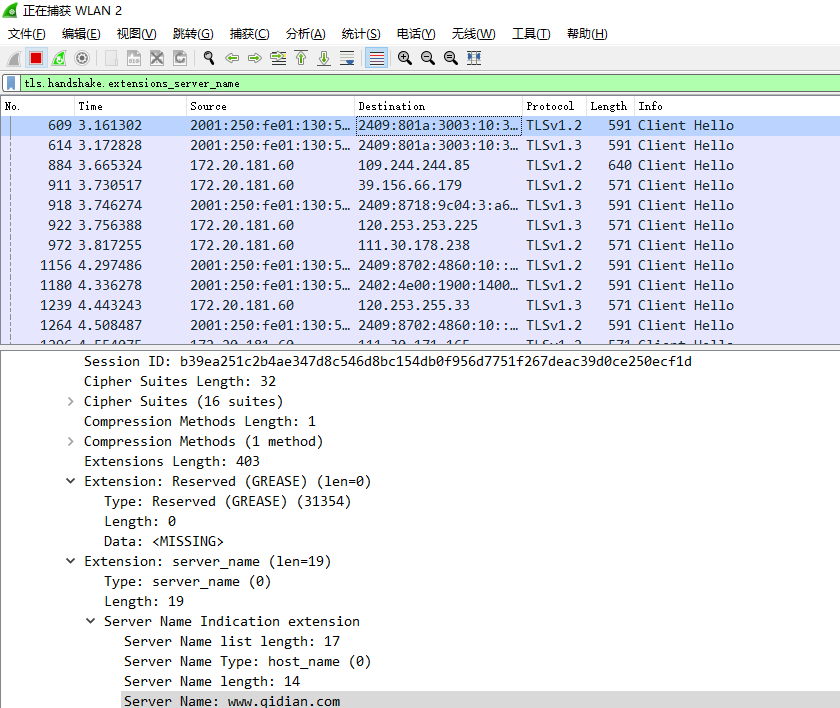 正在捕获 WLAN 2
文件(F) 编辑(E) 视图(V) 跳转(G) 捕获(C) 分析(A) 统计(S) 电话(Y) 无线(W) 工具(T) 帮助(H)
tls.handshake.extensions_server_name
No. Time Source Destination Protocol Length Info
609 3.161302 2001:250:fe01:130:5… 2409:801a:3003:10:3… TLSv1.2 591 Client Hello
614 3.172828 2001:250:fe01:130:5… 2409:801a:3003:10:3… TLSv1.3 591 Client Hello
884 3.665324 172.20.181.60 109.244.244.85 TLSv1.2 640 Client Hello
911 3.730517 172.20.181.60 39.156.66.179 TLSv1.2 571 Client Hello
918 3.746274 2001:250:fe01:130:5… 2409:8718:9c04:3:a6… TLSv1.3 591 Client Hello
922 3.756388 172.20.181.60 120.253.253.225 TLSv1.3 571 Client Hello
972 3.817255 172.20.181.60 111.30.178.238 TLSv1.2 571 Client Hello
1156 4.297486 2001:250:fe01:130:5… 2409:8702:4860:10::… TLSv1.2 591 Client Hello
1180 4.336278 2001:250:fe01:130:5… 2402:4e00:1900:1400… TLSv1.2 591 Client Hello
1239 4.443243 172.20.181.60 120.253.255.33 TLSv1.3 571 Client Hello
1264 4.508487 2001:250:fe01:130:5… 2409:8702:4860:10::… TLSv1.2 591 Client Hello
Session ID: b39ea251c2b4ae347d8c546d8bc154db0f956d7751f267deac39d0ce250ecf1d
Cipher Suites Length: 32
Cipher Suites (16 suites)
Compression Methods Length: 1
Compression Methods (1 method)
Extensions Length: 403
Extension: Reserved (GREASE) (len=0)
Type: Reserved (GREASE) (31354)
Length: 0
Data: <MISSING>
Extension: server_name (len=19)
Type: server_name (0)
Length: 19
Server Name Indication extension
Server Name list length: 17
Server Name Type: host_name (0)
Server Name length: 14
Server Name: www.qidian.com